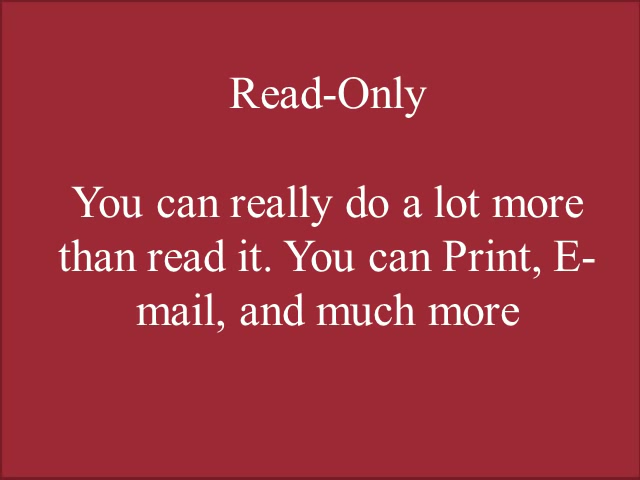 Read-Only
You can really do a lot more
than read it. You can Print, E-
mail, and much more